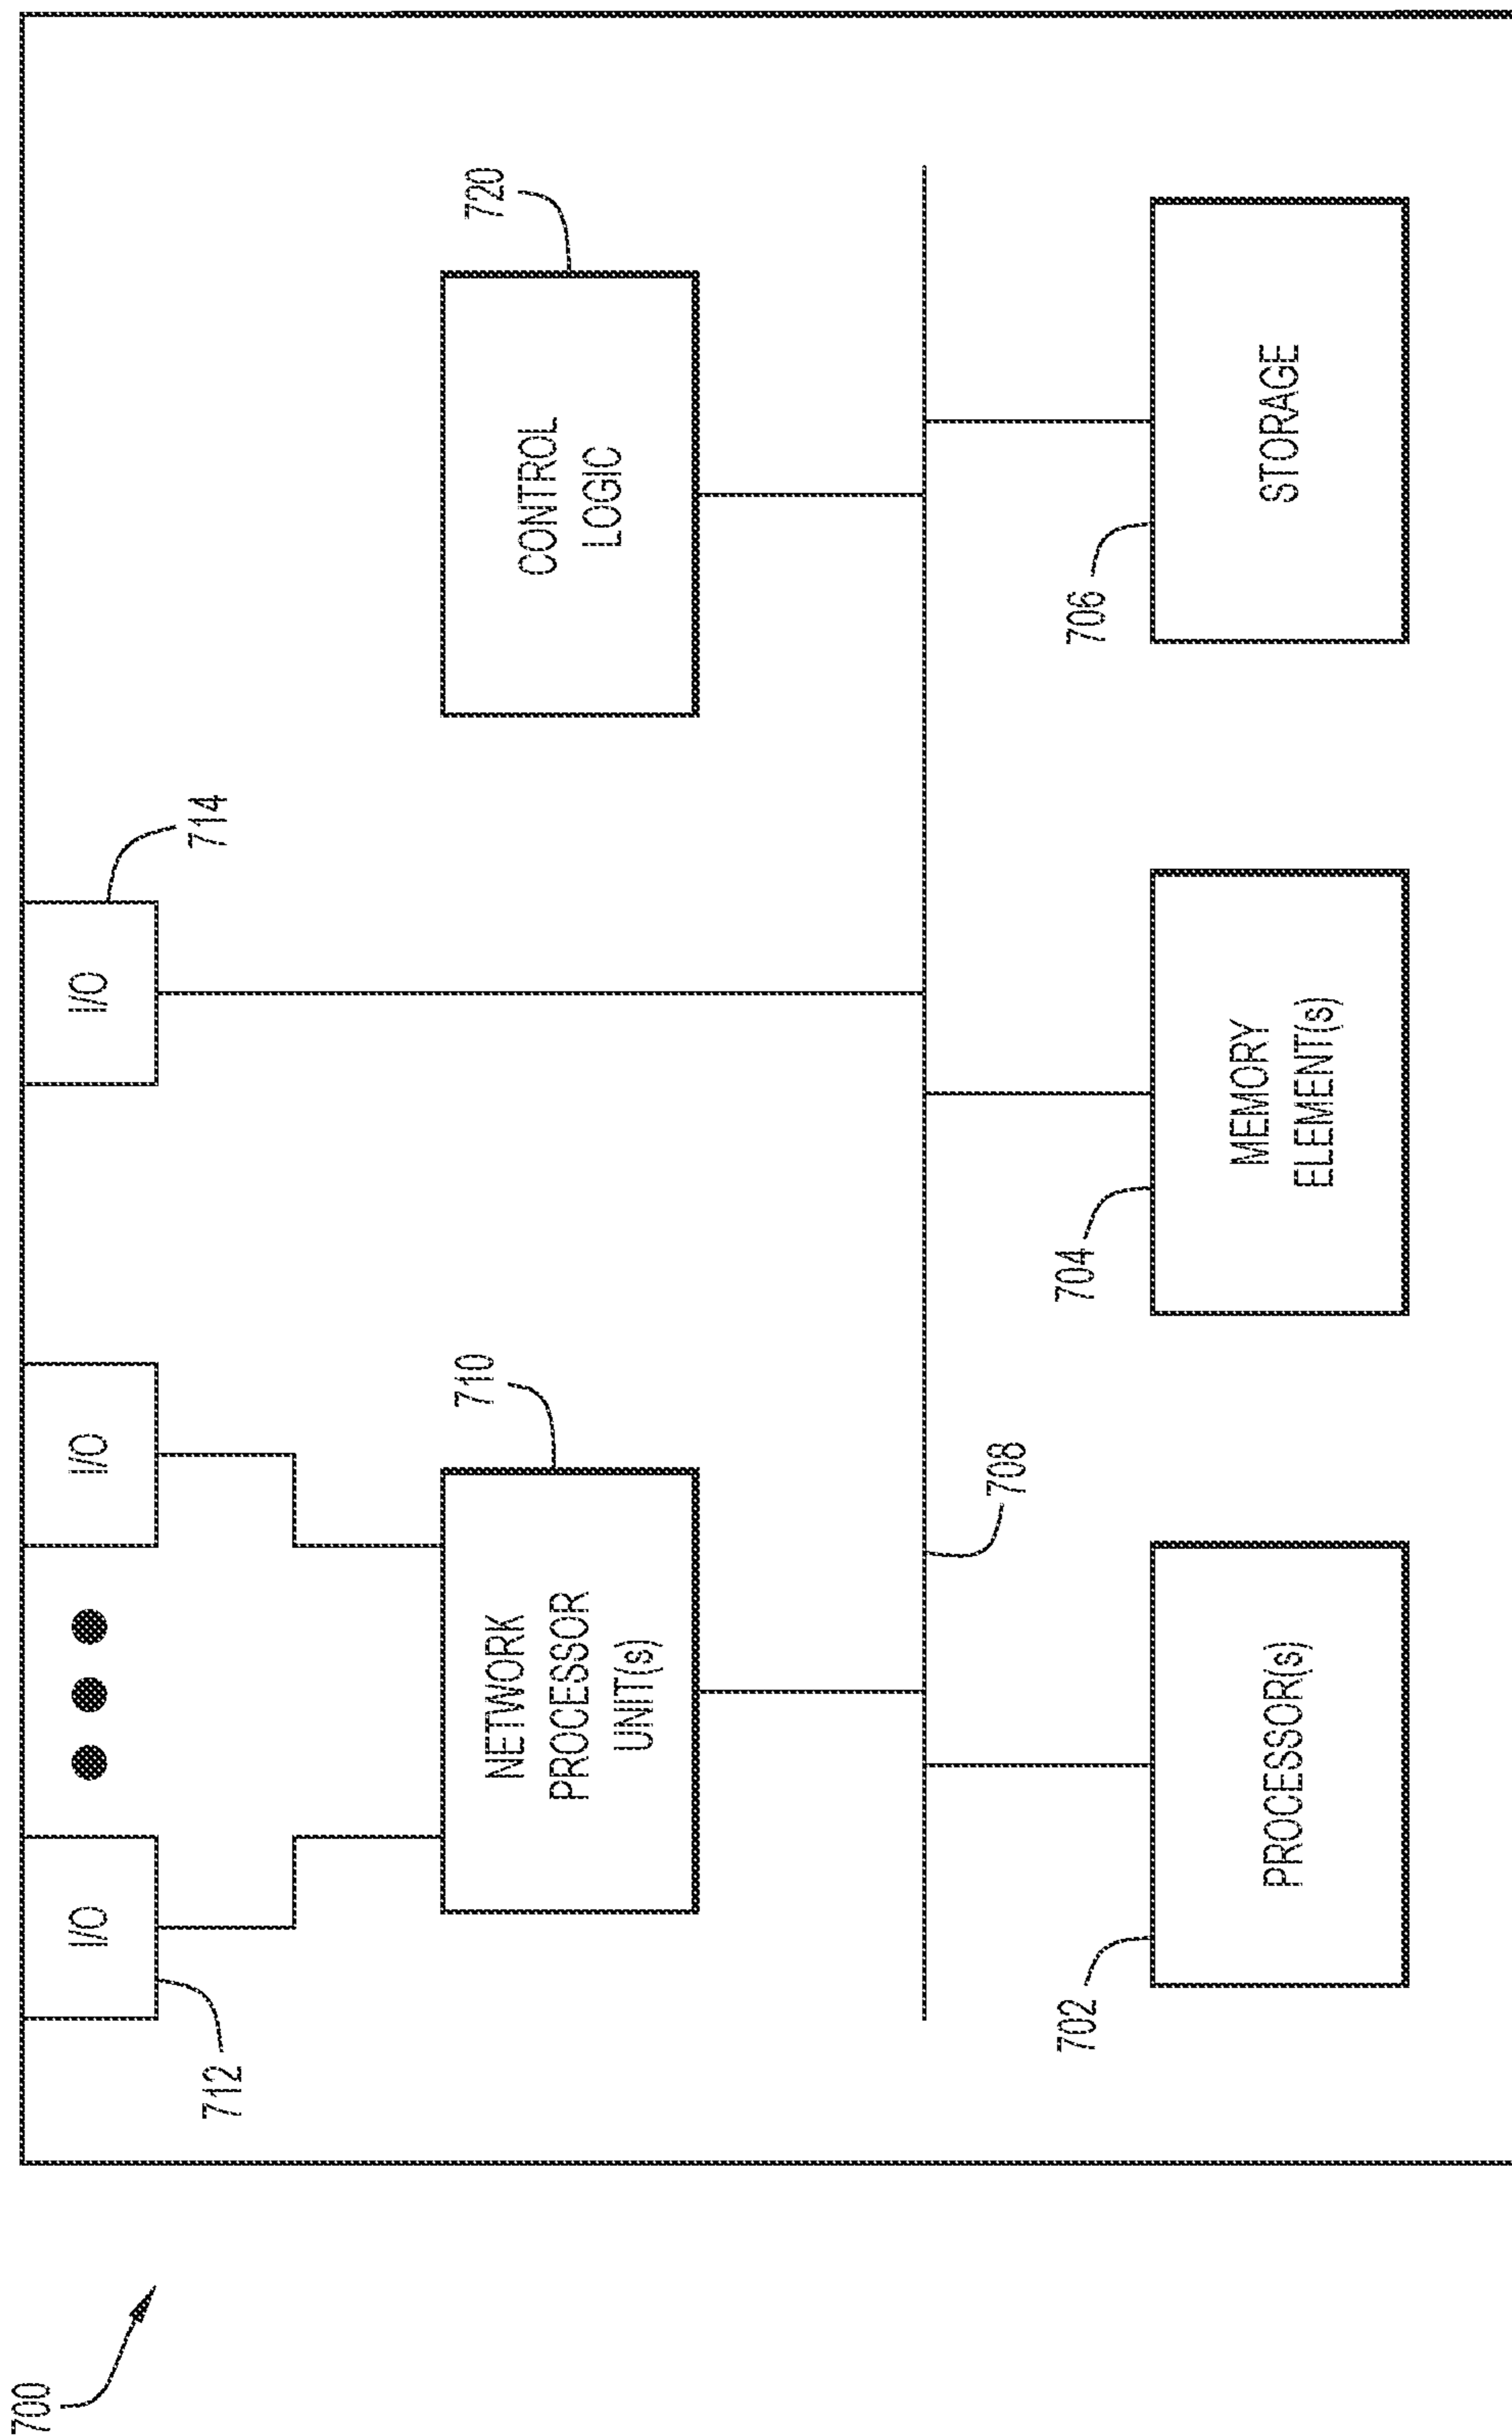 700
712
I/O
I/O
I/O
714
NETWORK
PROCESSOR
UNIT(s)
710
CONTROL
LOGIC
720
708
702
PROCESSOR(s)
704
MEMORY
ELEMENT(s)
706
STORAGE